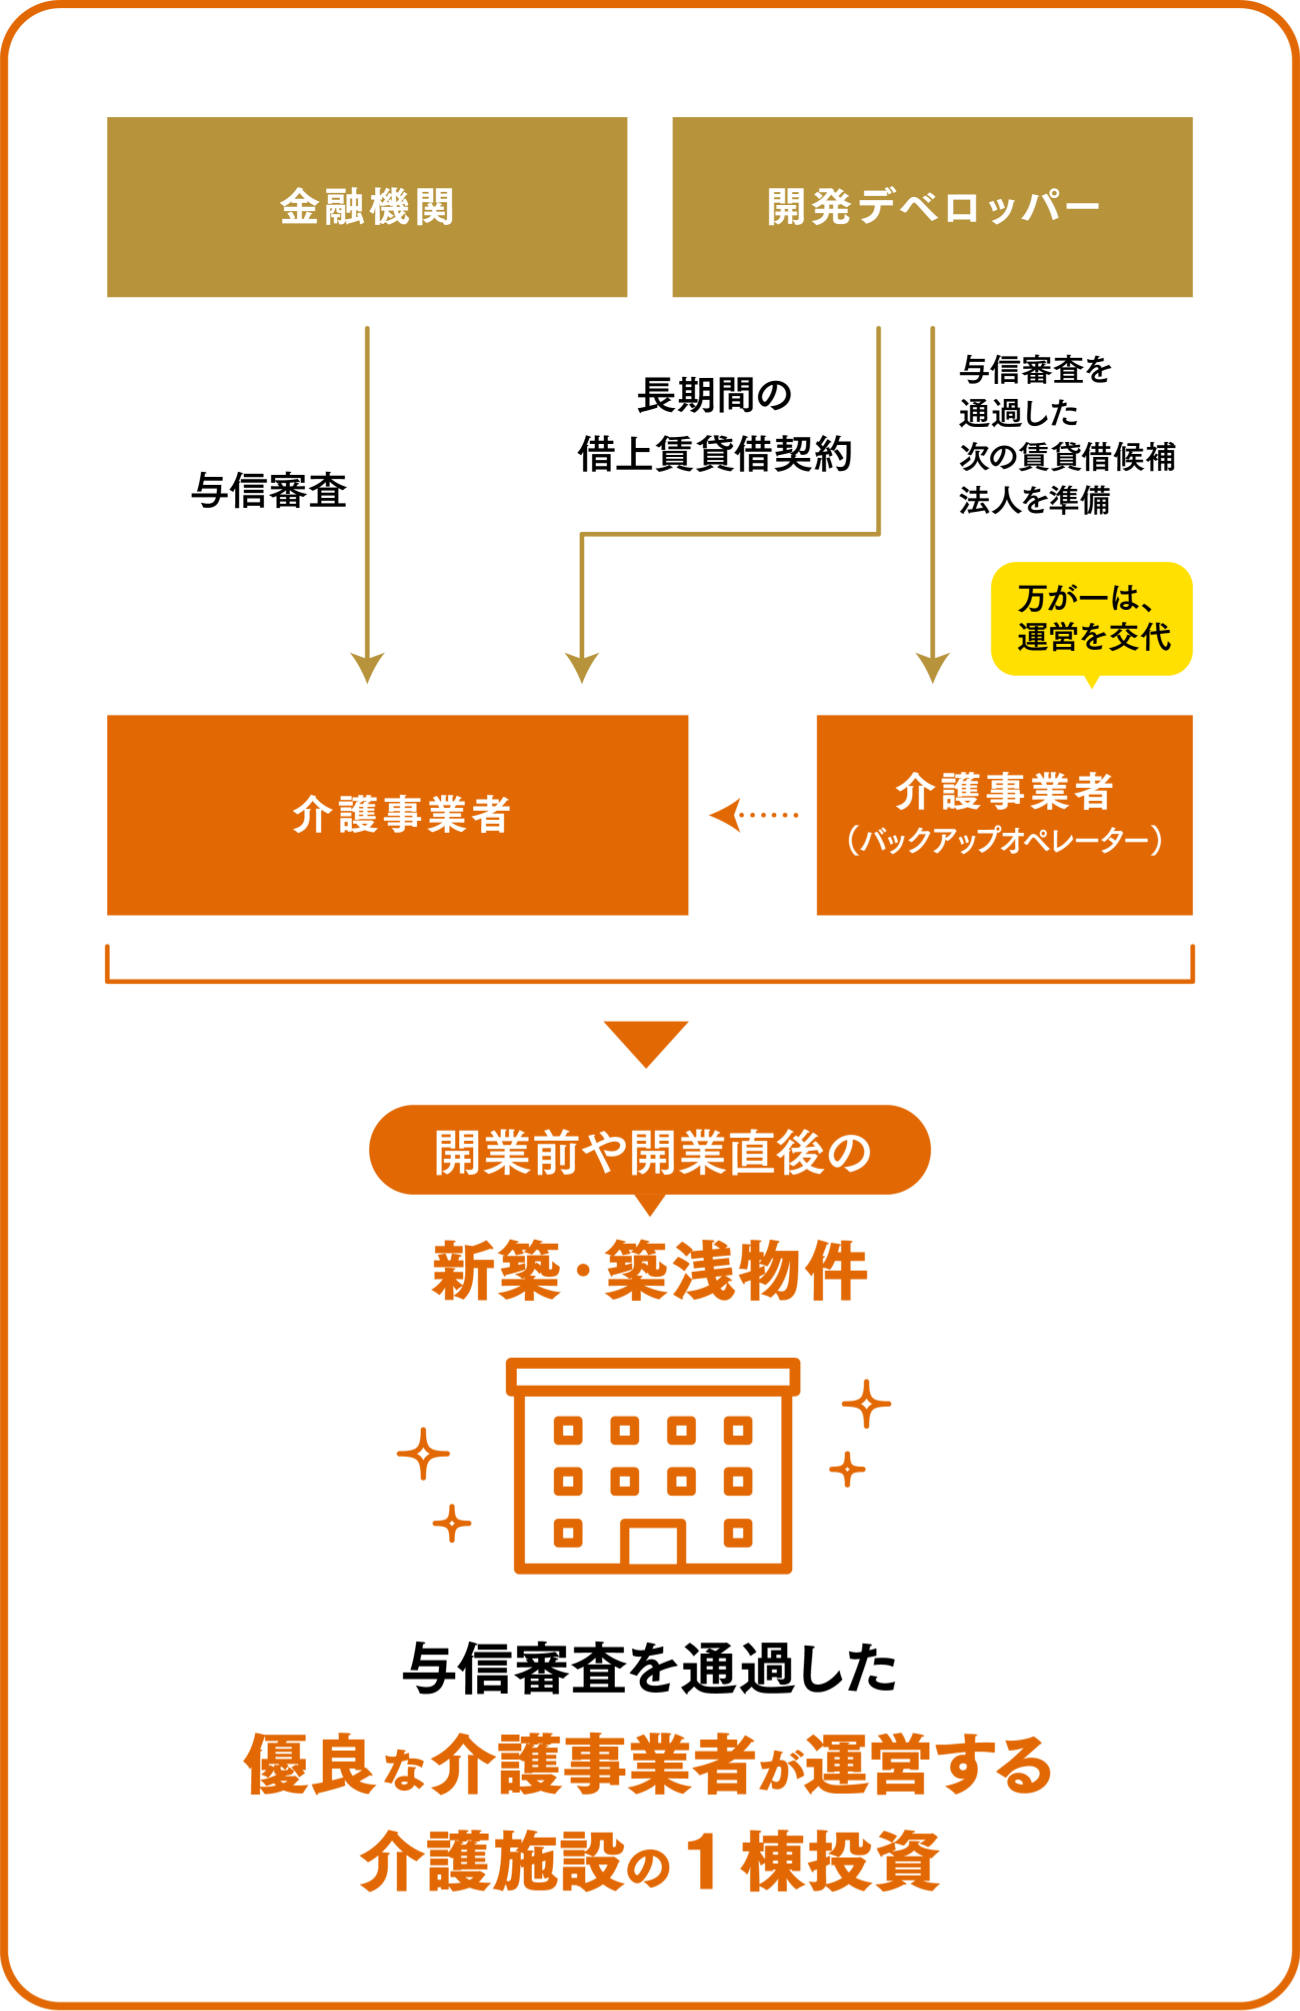 金融機関
開発デベロッパー
与信審査
長期間の
借上賃貸借契約
与信審査を
通過した
次の賃貸借候補
法人を準備
万が一は、
運営を交代
介護事業者
介護事業者
（バックアップオペレーター）
開業前や開業直後の
新築・築浅物件
与信審査を通過した
優良な介護事業者が運営する
介護施設の1棟投資